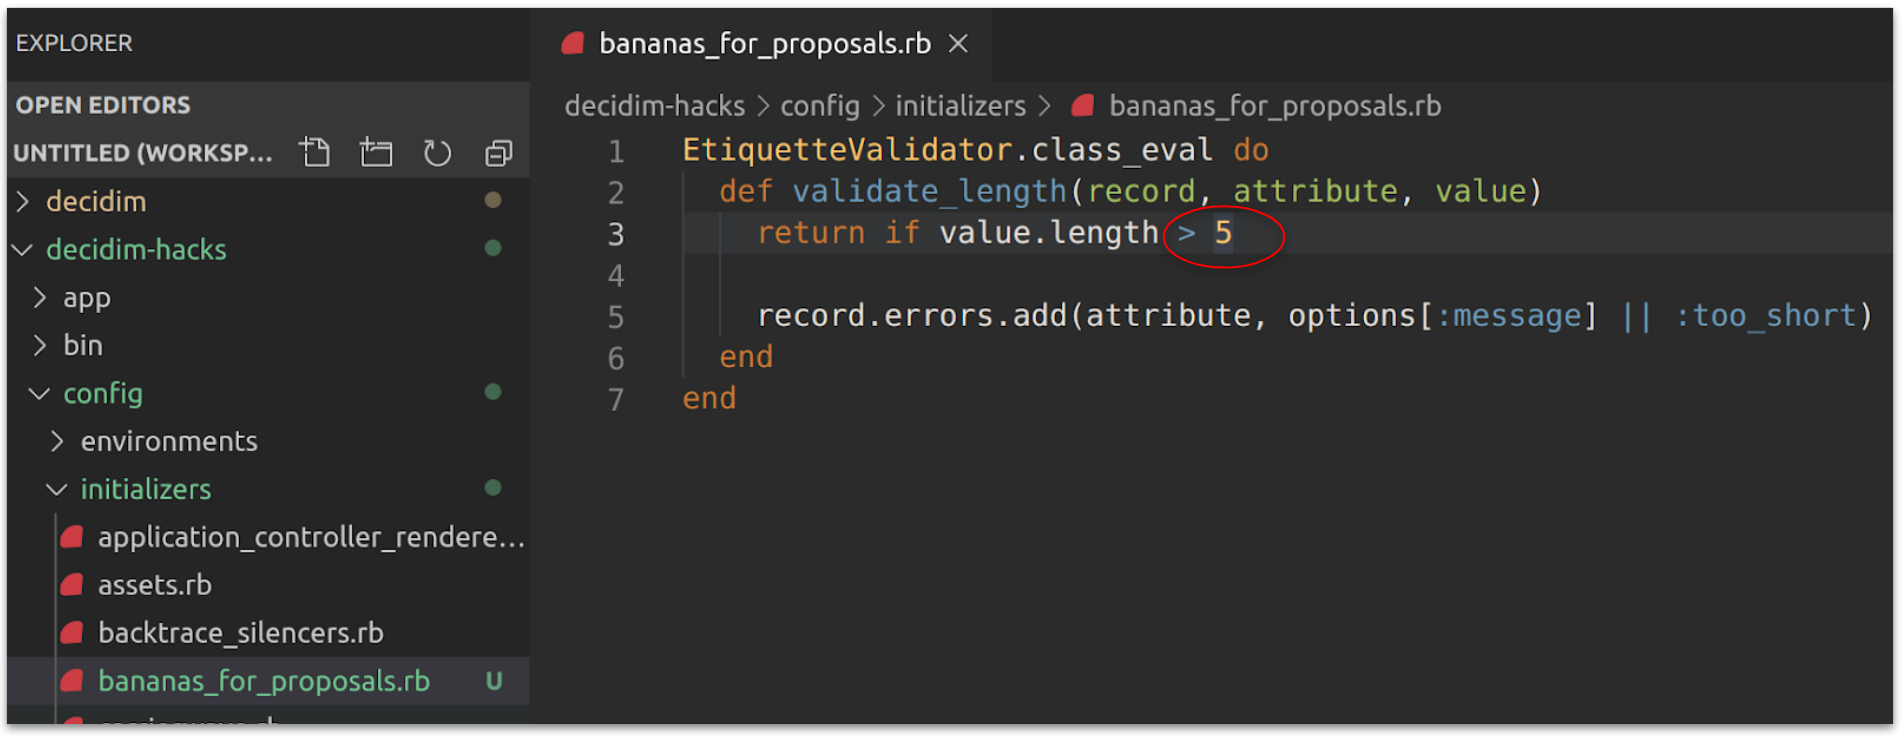 EXPLORER
OPEN EDITORS
UNTITLED (WORKSP...
decidim
decidim-hacks
app
bin
config
environments
initializers
application_controller_rendere...
assets.rb
backtrace_silencers.rb
bananas_for_proposals.rb U
bananas_for_proposals.rb
decidim-hacks > config > initializers > bananas_for_proposals.rb
1 EtiquetteValidator.class_eval do
2 def validate_length(record, attribute, value)
3 return if value.length > 5
4
5 record.errors.add(attribute, options[:message] || :too_short)
6 end
7 end